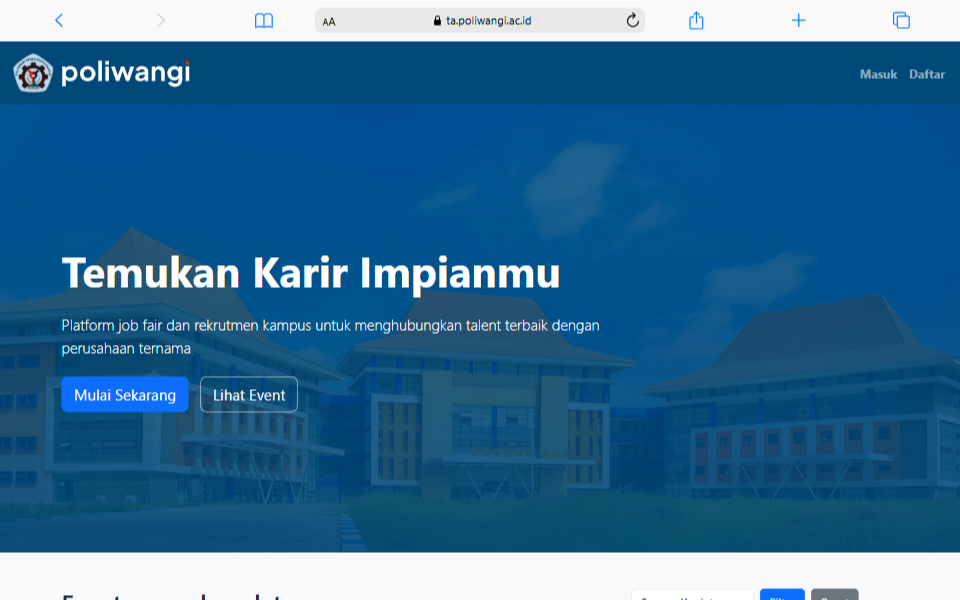 AA ta.poliwangi.ac.id
poliwangi
Masuk Daftar
Temukan Karir Impianmu
Platform job fair dan rekrutmen kampus untuk menghubungkan talent terbaik dengan
perusahaan ternama
Mulai Sekarang Lihat Event